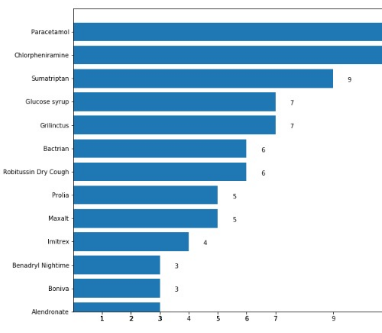 Paracetamol
Chlorpheniramine
Sumatriptan 9
Glucose syrup 7
Grilinctus 7
Bactrian 6
Robitussin Dry Cough 6
Prolia 5
Maxalt 5
Imitrex 4
Benadryl Nightime 3
Boniva 3
Alendronate
1 2 3 4 5 6 7 9